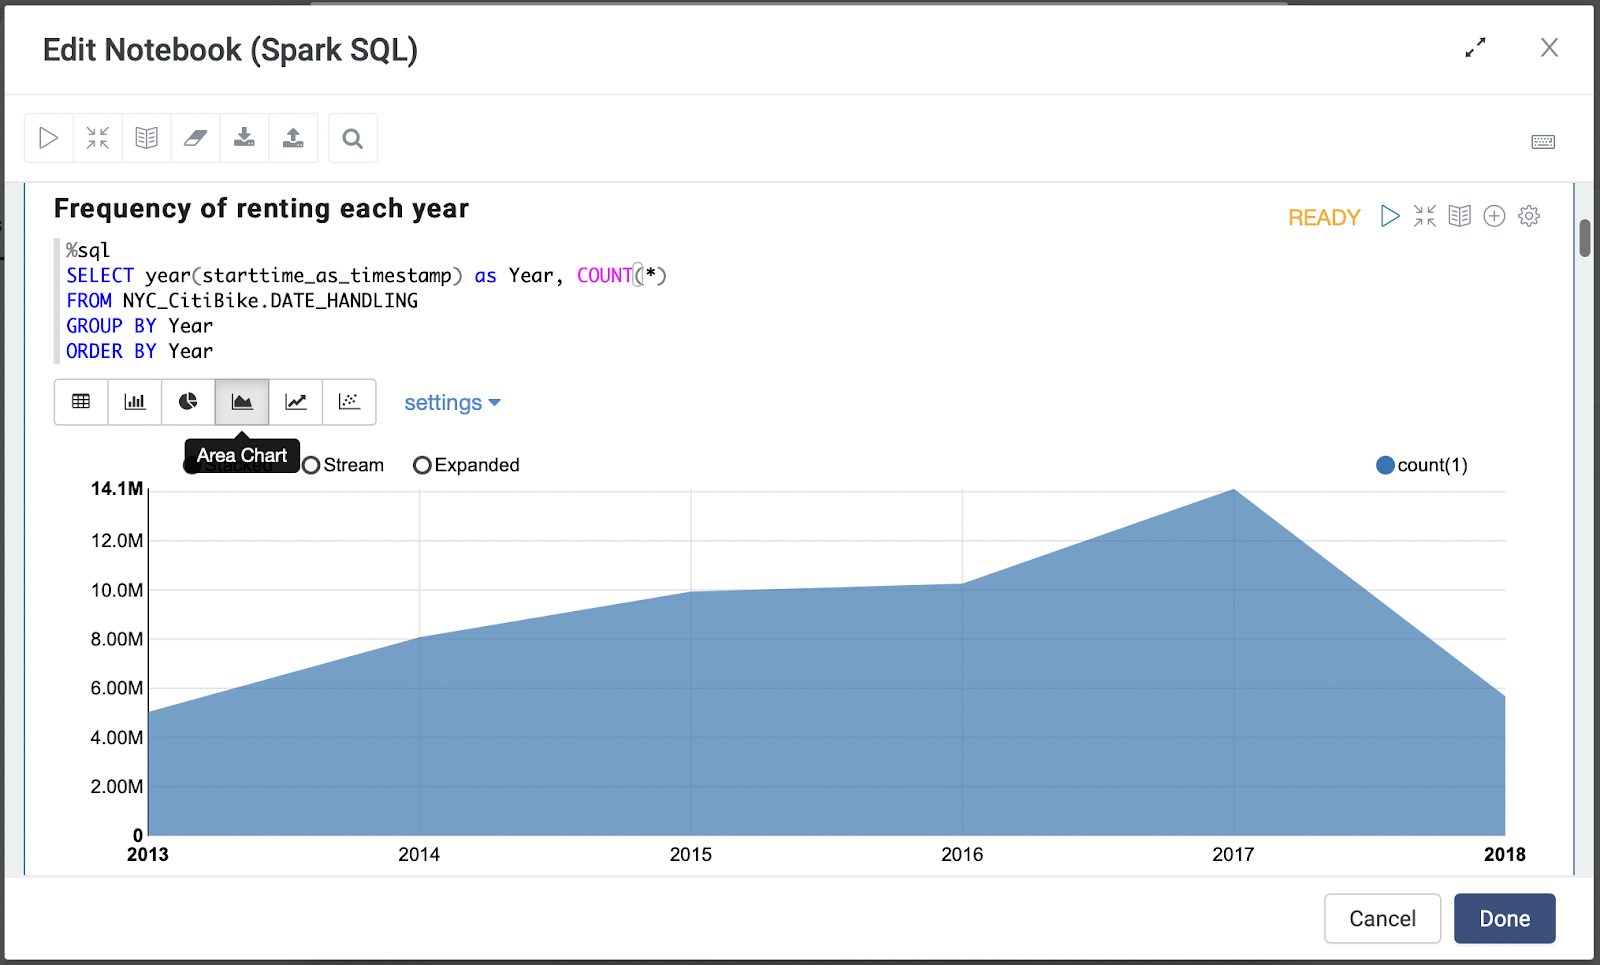 Edit Notebook (Spark SQL)
Frequency of renting each year
READY
%sql
SELECT year(starttime_as_timestamp) as Year, COUNT(*)
FROM NYC_CitiBike.DATE_HANDLING
GROUP BY Year
ORDER BY Year
settings
Area Chart
Stacked Stream Expanded
count(1)
14.1M
12.0M
10.0M
8.00M
6.00M
4.00M
2.00M
0
2013 2014 2015 2016 2017 2018
Cancel Done